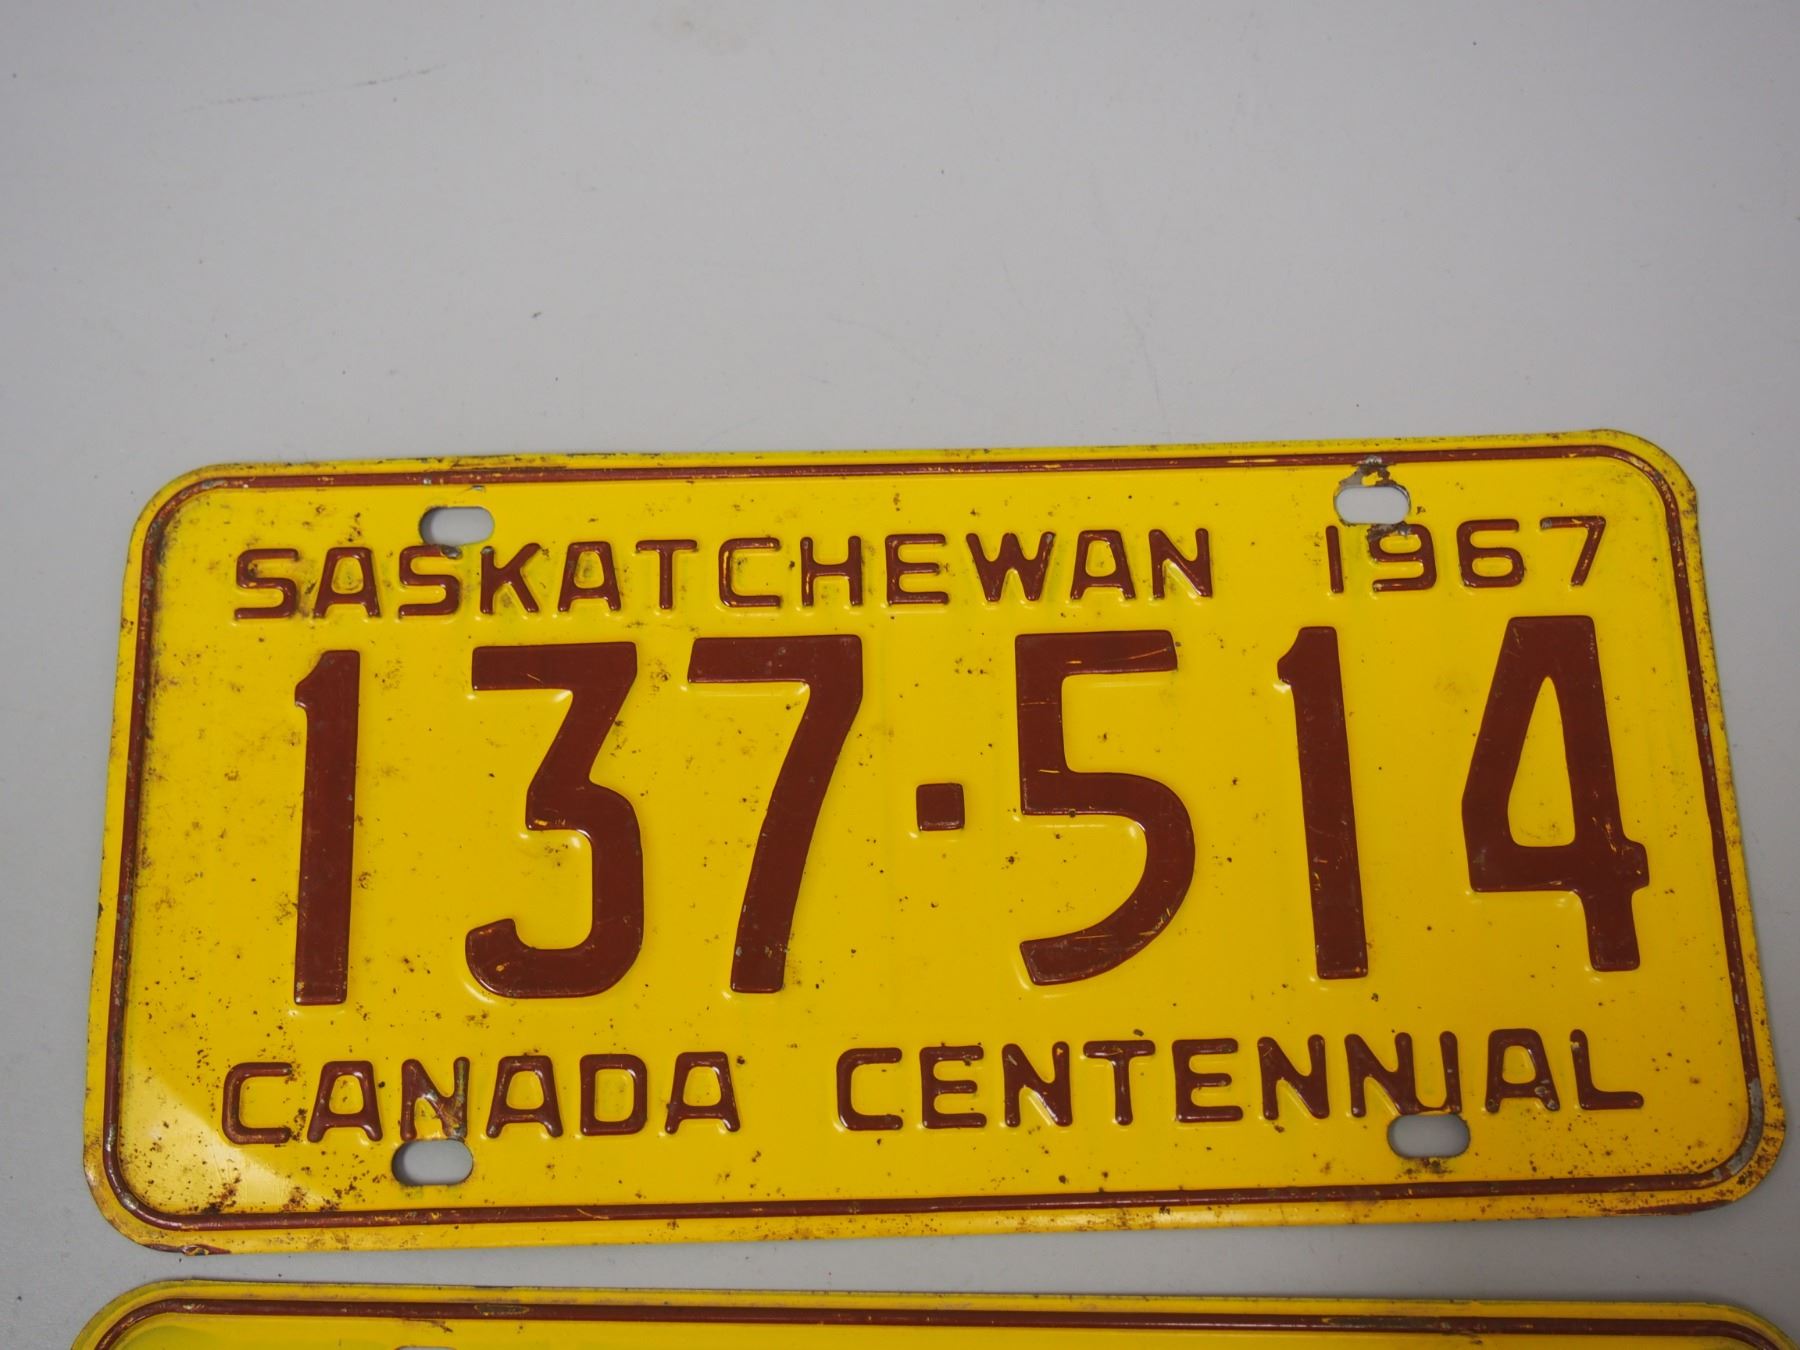 SASKATCHEWAN 1967
137·514
CANADA CENTENNIAL